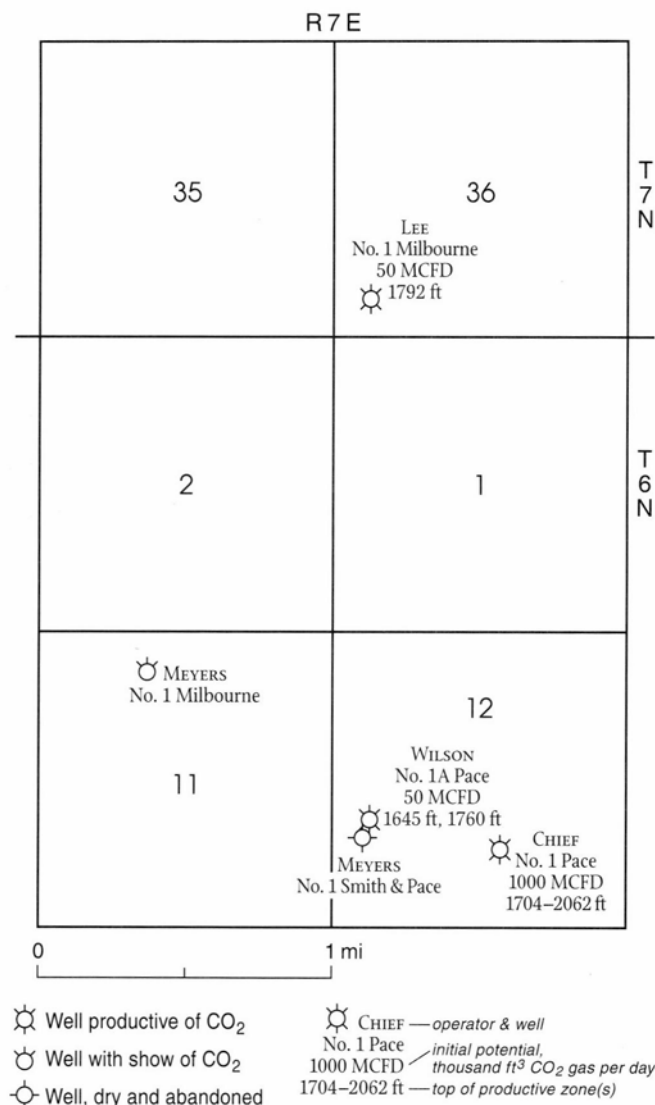 R 7 E
35
36
T
7
N
LEE
No. 1 Milbourne
50 MCFD
1792 ft
2
1
T
6
N
MEYERS
No. 1 Milbourne
12
11
WILSON
No. 1A Pace
50 MCFD
1645 ft, 1760 ft
MEYERS
No. 1 Smith & Pace
CHIEF
No. 1 Pace
1000 MCFD
1704–2062 ft
0
1 mi
Well productive of CO₂
Well with show of CO₂
Well, dry and abandoned
CHIEF — operator & well
No. 1 Pace
1000 MCFD initial potential, thousand ft³ CO₂ gas per day
1704–2062 ft — top of productive zone(s)